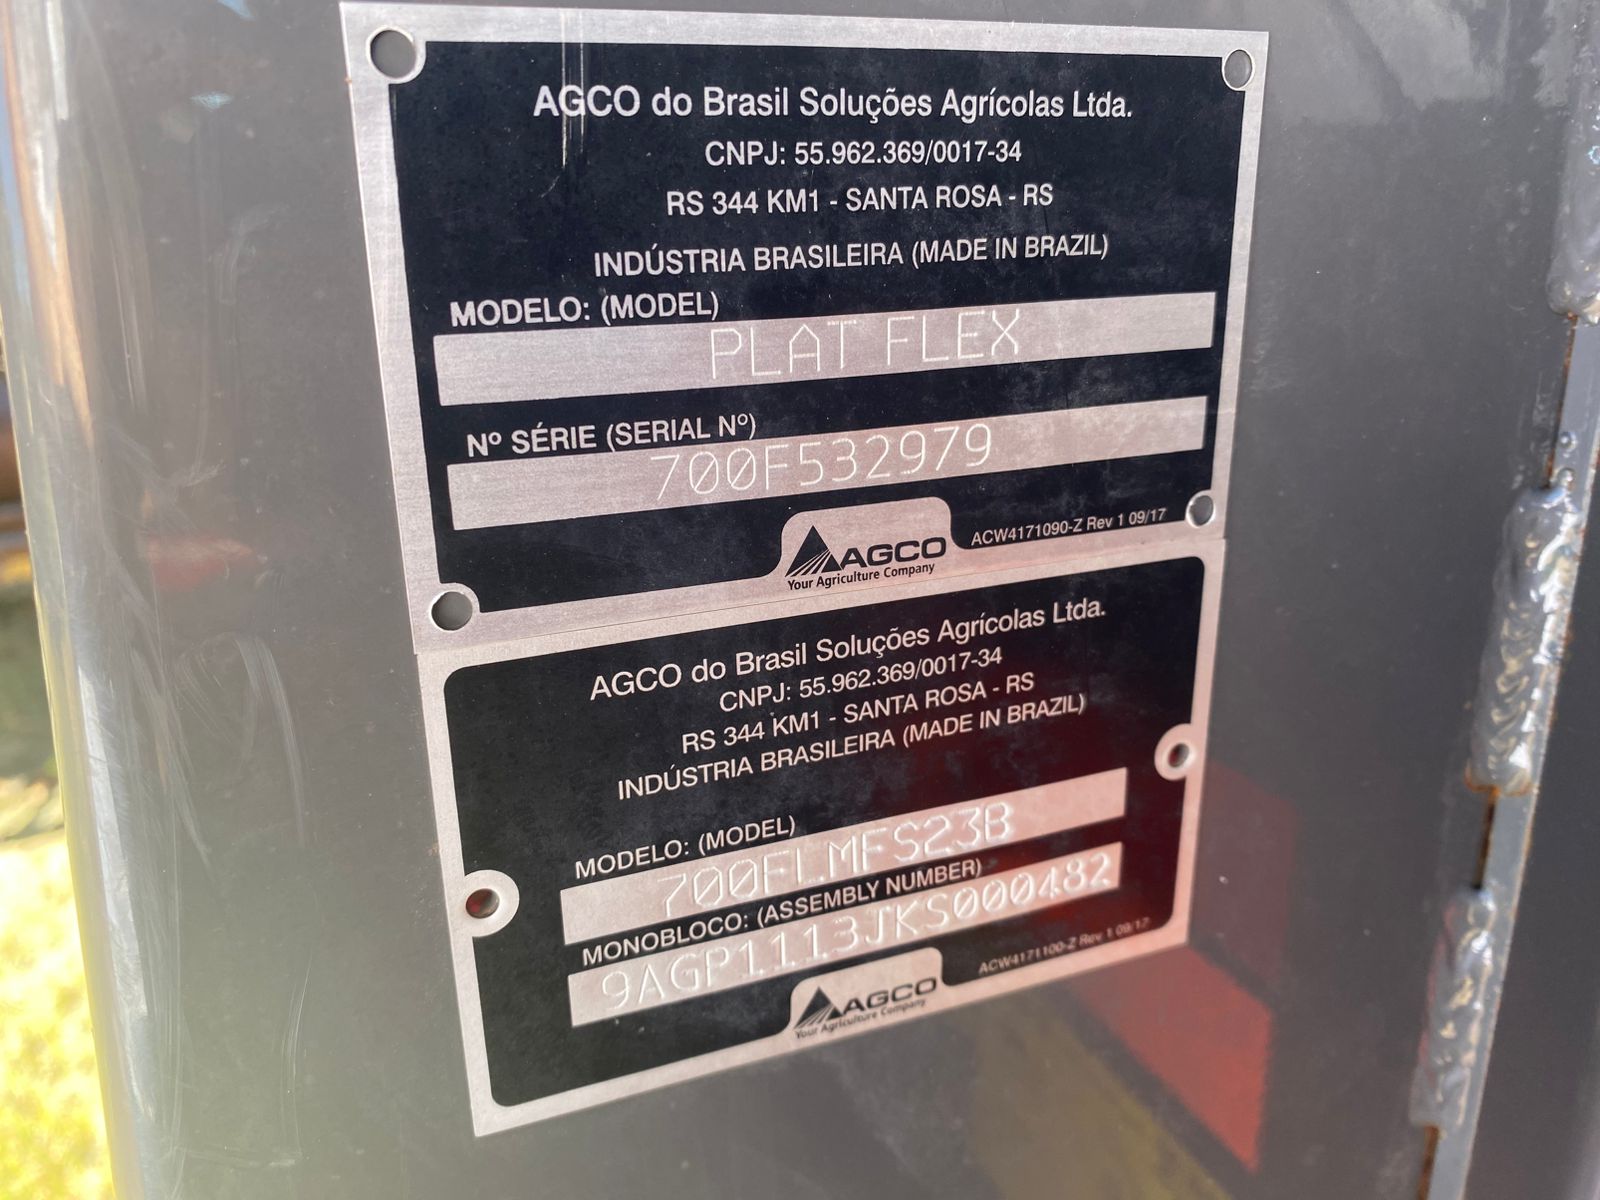 AGCO do Brasil Soluções Agrícolas Ltda.
CNPJ: 55.962.369/0017-34
RS 344 KM1 - SANTA ROSA - RS
INDÚSTRIA BRASILEIRA (MADE IN BRAZIL)
MODELO: (MODEL)
PLAT FLEX
Nº SÉRIE (SERIAL Nº)
700F532979
AGCO
Your Agriculture Company
ACW4171090-Z Rev 1 09/17
AGCO do Brasil Soluções Agrícolas Ltda.
CNPJ: 55.962.369/0017-34
RS 344 KM1 - SANTA ROSA - RS
INDÚSTRIA BRASILEIRA (MADE IN BRAZIL)
MODELO: (MODEL)
700FLMFS23B
MONOBLOCO: (ASSEMBLY NUMBER)
9AGP1113JKS000482
AGCO
Your Agriculture Company
ACW4171100-Z Rev 1 09/17